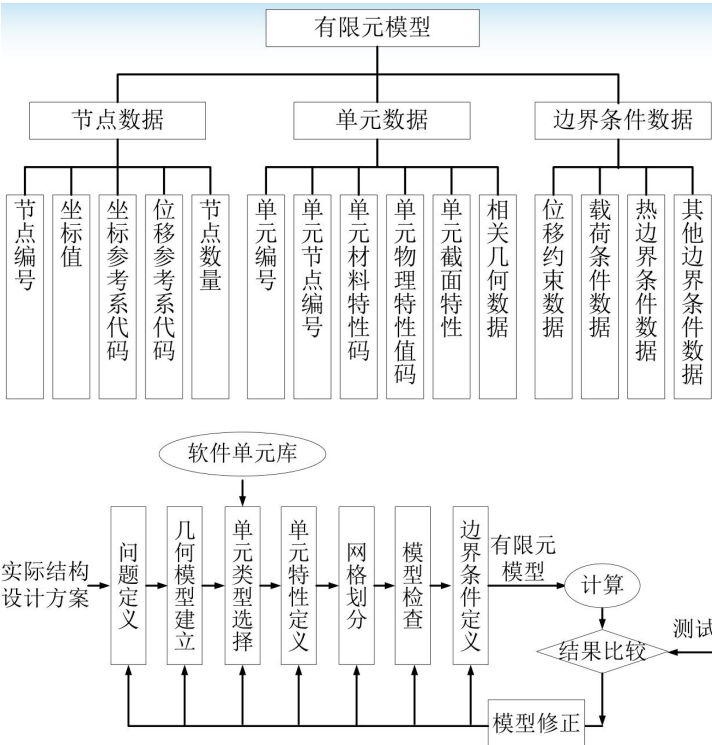 有限元模型
节点数据
单元数据
边界条件数据
节点编号
坐标值
坐标参考系代码
位移参考系代码
节点数量
单元编号
单元节点编号
单元材料特性码
单元物理特性值码
单元截面特性
相关几何数据
位移约束数据
载荷条件数据
热边界条件数据
其他边界条件数据
软件单元库
实际结构
设计方案
问题定义
几何模型建立
单元类型选择
单元特性定义
网格划分
模型检查
边界条件定义
有限元
模型
计算
结果比较
测试
模型修正